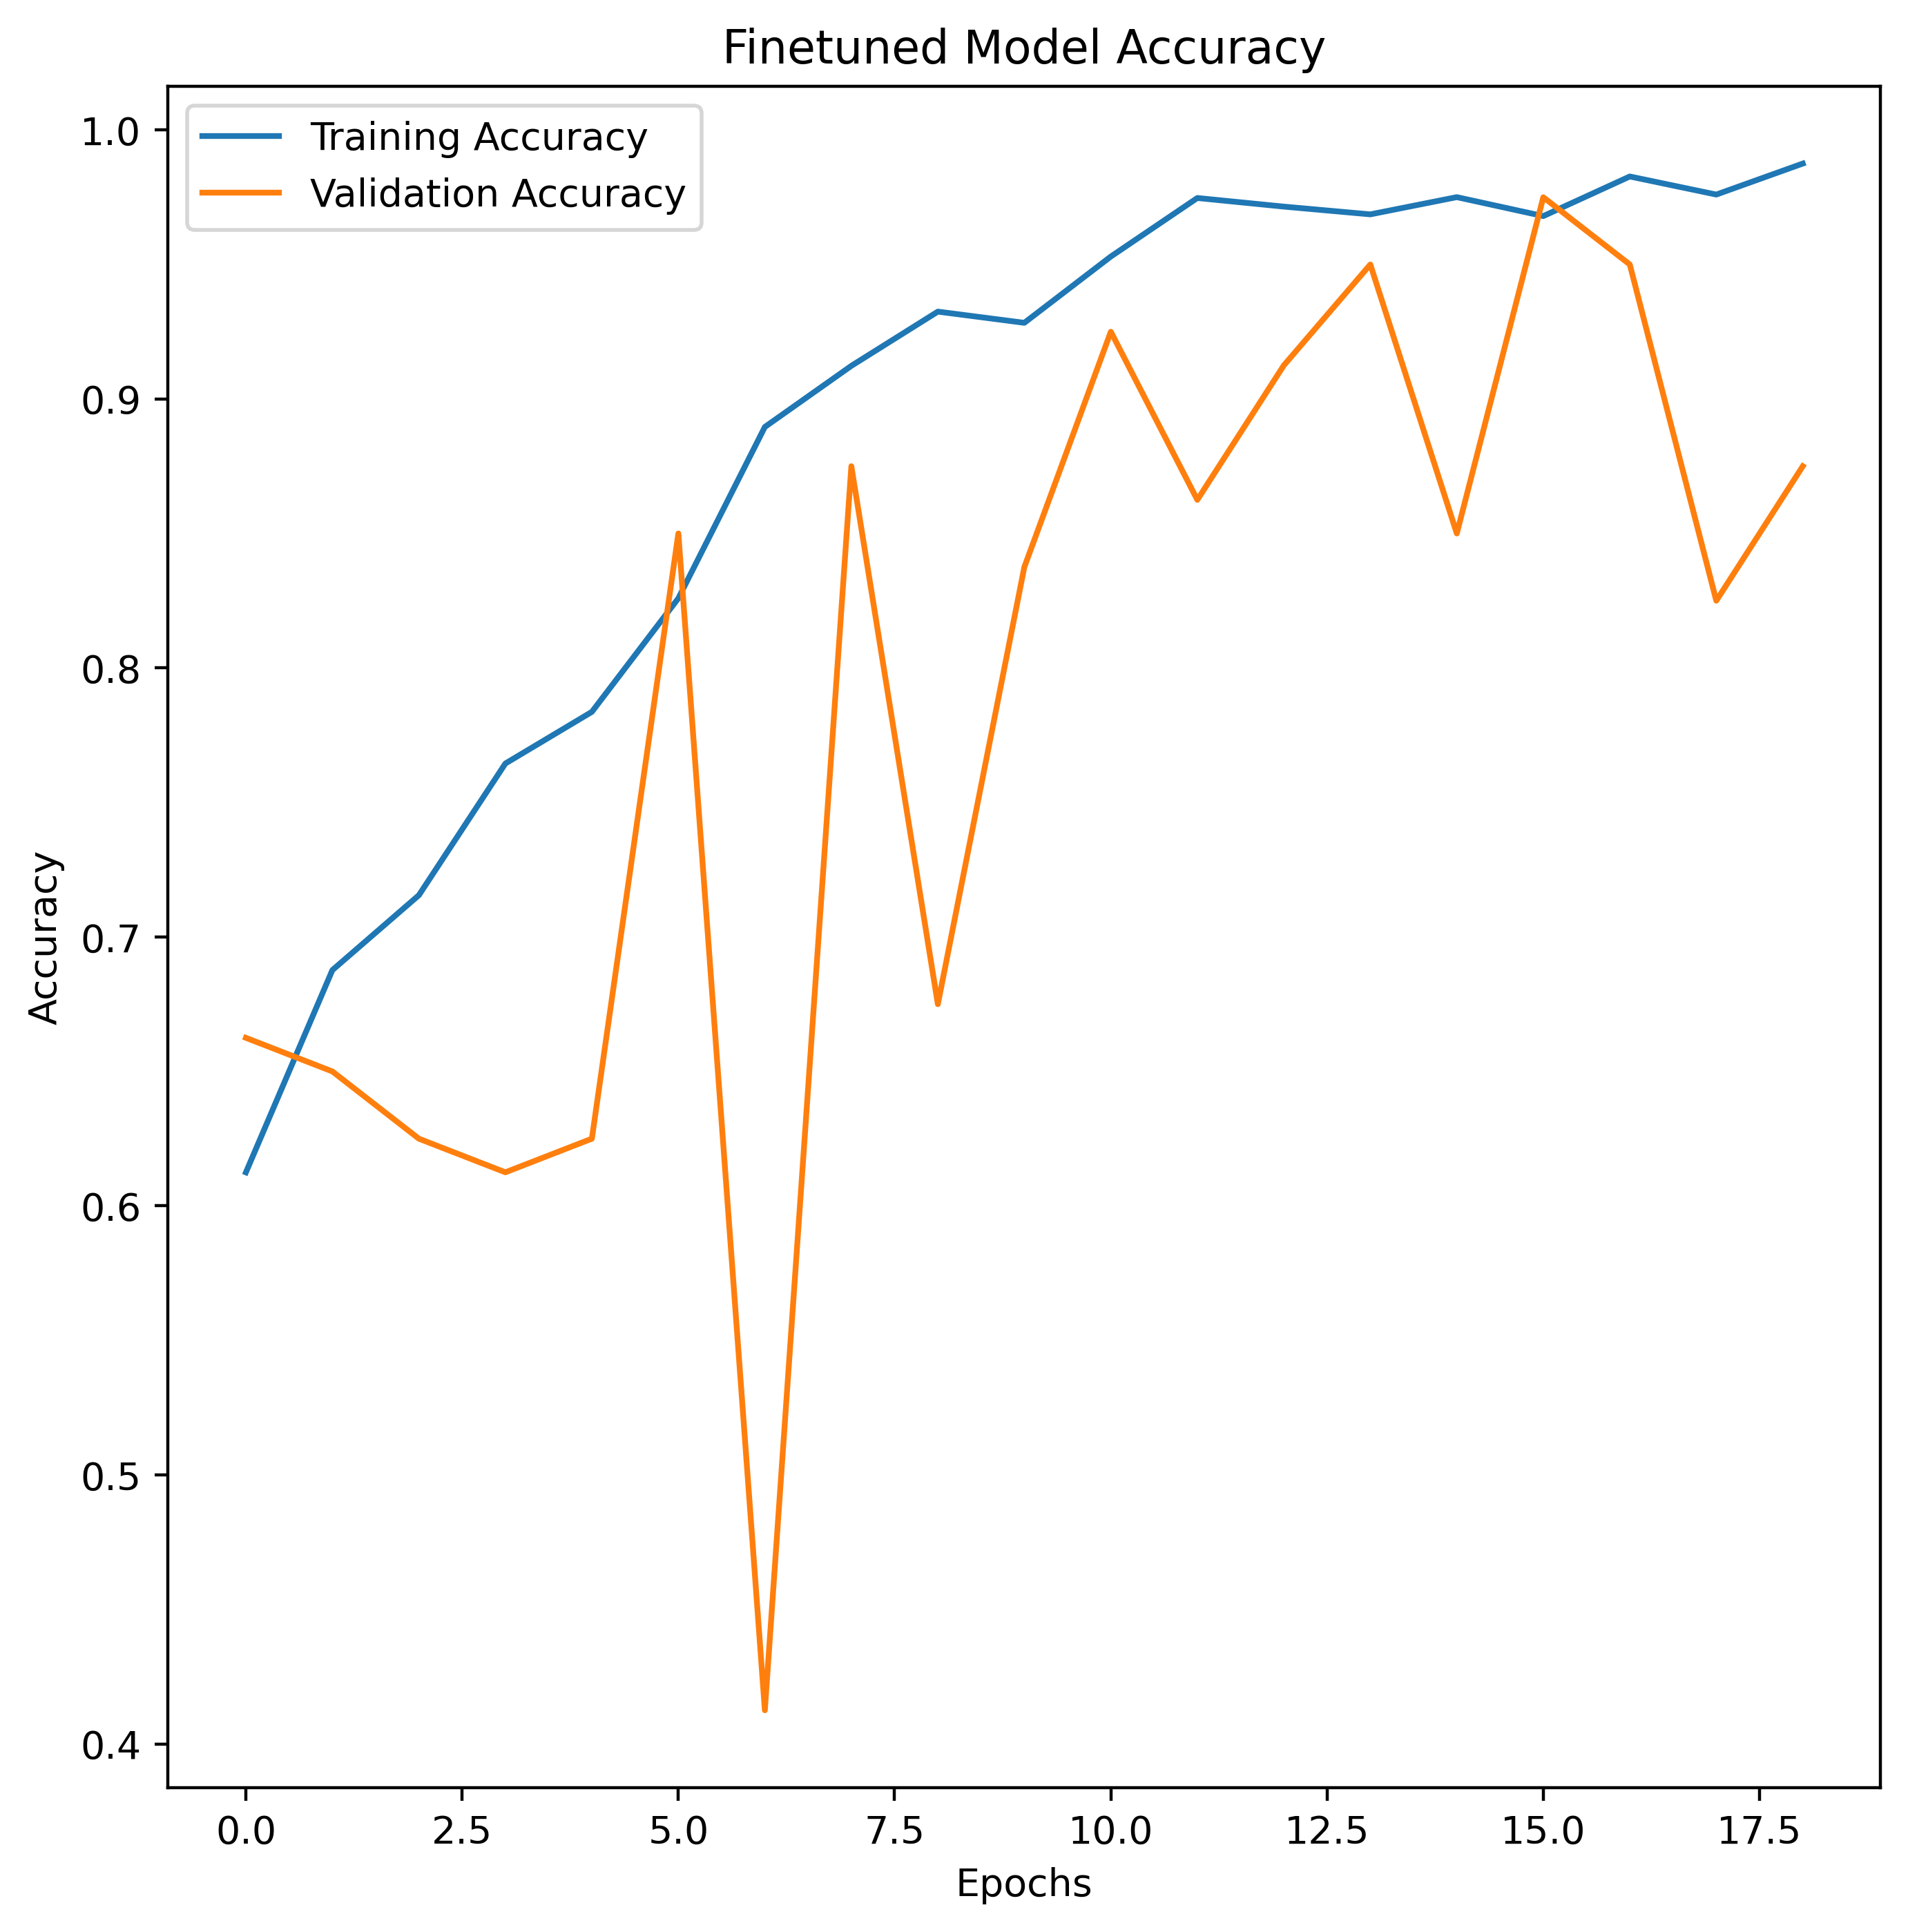 Finetuned Model Accuracy
Training Accuracy
Validation Accuracy
1.0
0.9
0.8
0.7
0.6
0.5
0.4
Accuracy
0.0 2.5 5.0 7.5 10.0 12.5 15.0 17.5
Epochs